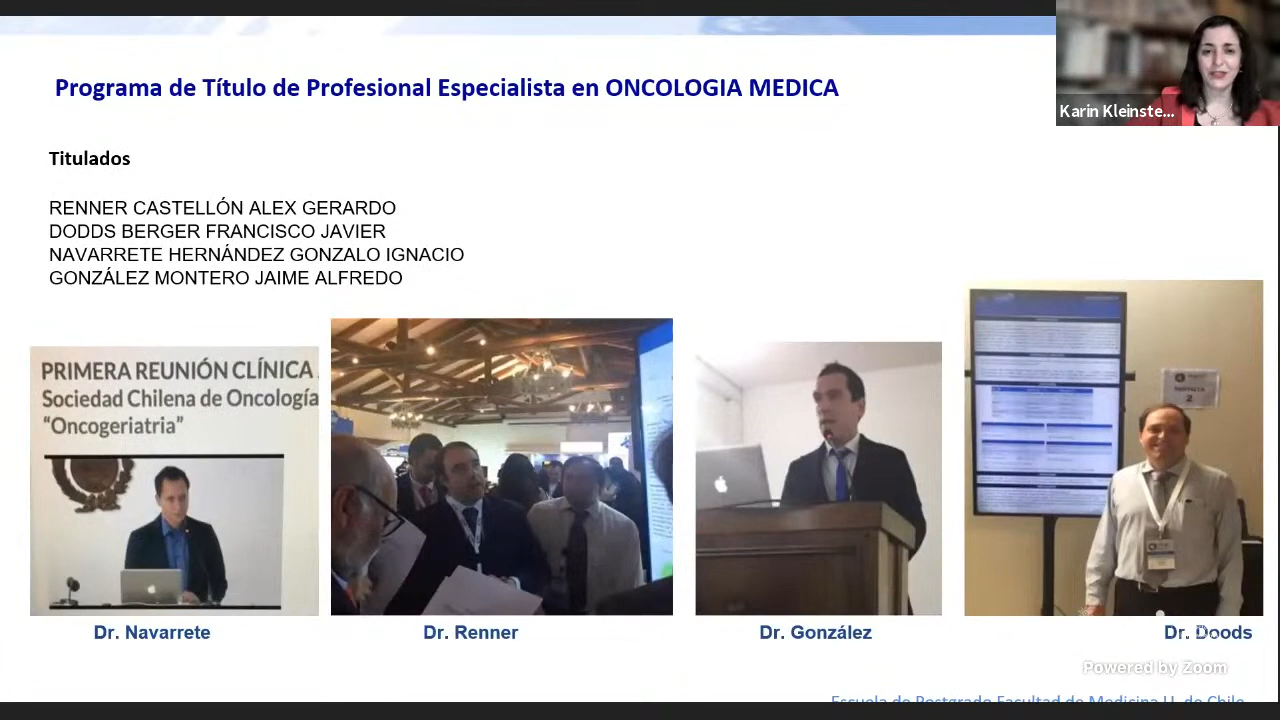 Programa de Título de Profesional Especialista en ONCOLOGIA MEDICA
Karin Kleinste...
Titulados
RENNER CASTELLÓN ALEX GERARDO
DODDS BERGER FRANCISCO JAVIER
NAVARRETE HERNÁNDEZ GONZALO IGNACIO
GONZÁLEZ MONTERO JAIME ALFREDO
PRIMERA REUNIÓN CLÍNICA
Sociedad Chilena de Oncología
"Oncogeriatria"
2
Dr. Navarrete
Dr. Renner
Dr. González
Dr. Doods
Powered by Zoom
Escuela de Postgrado Facultad de Medicina U. de Chile